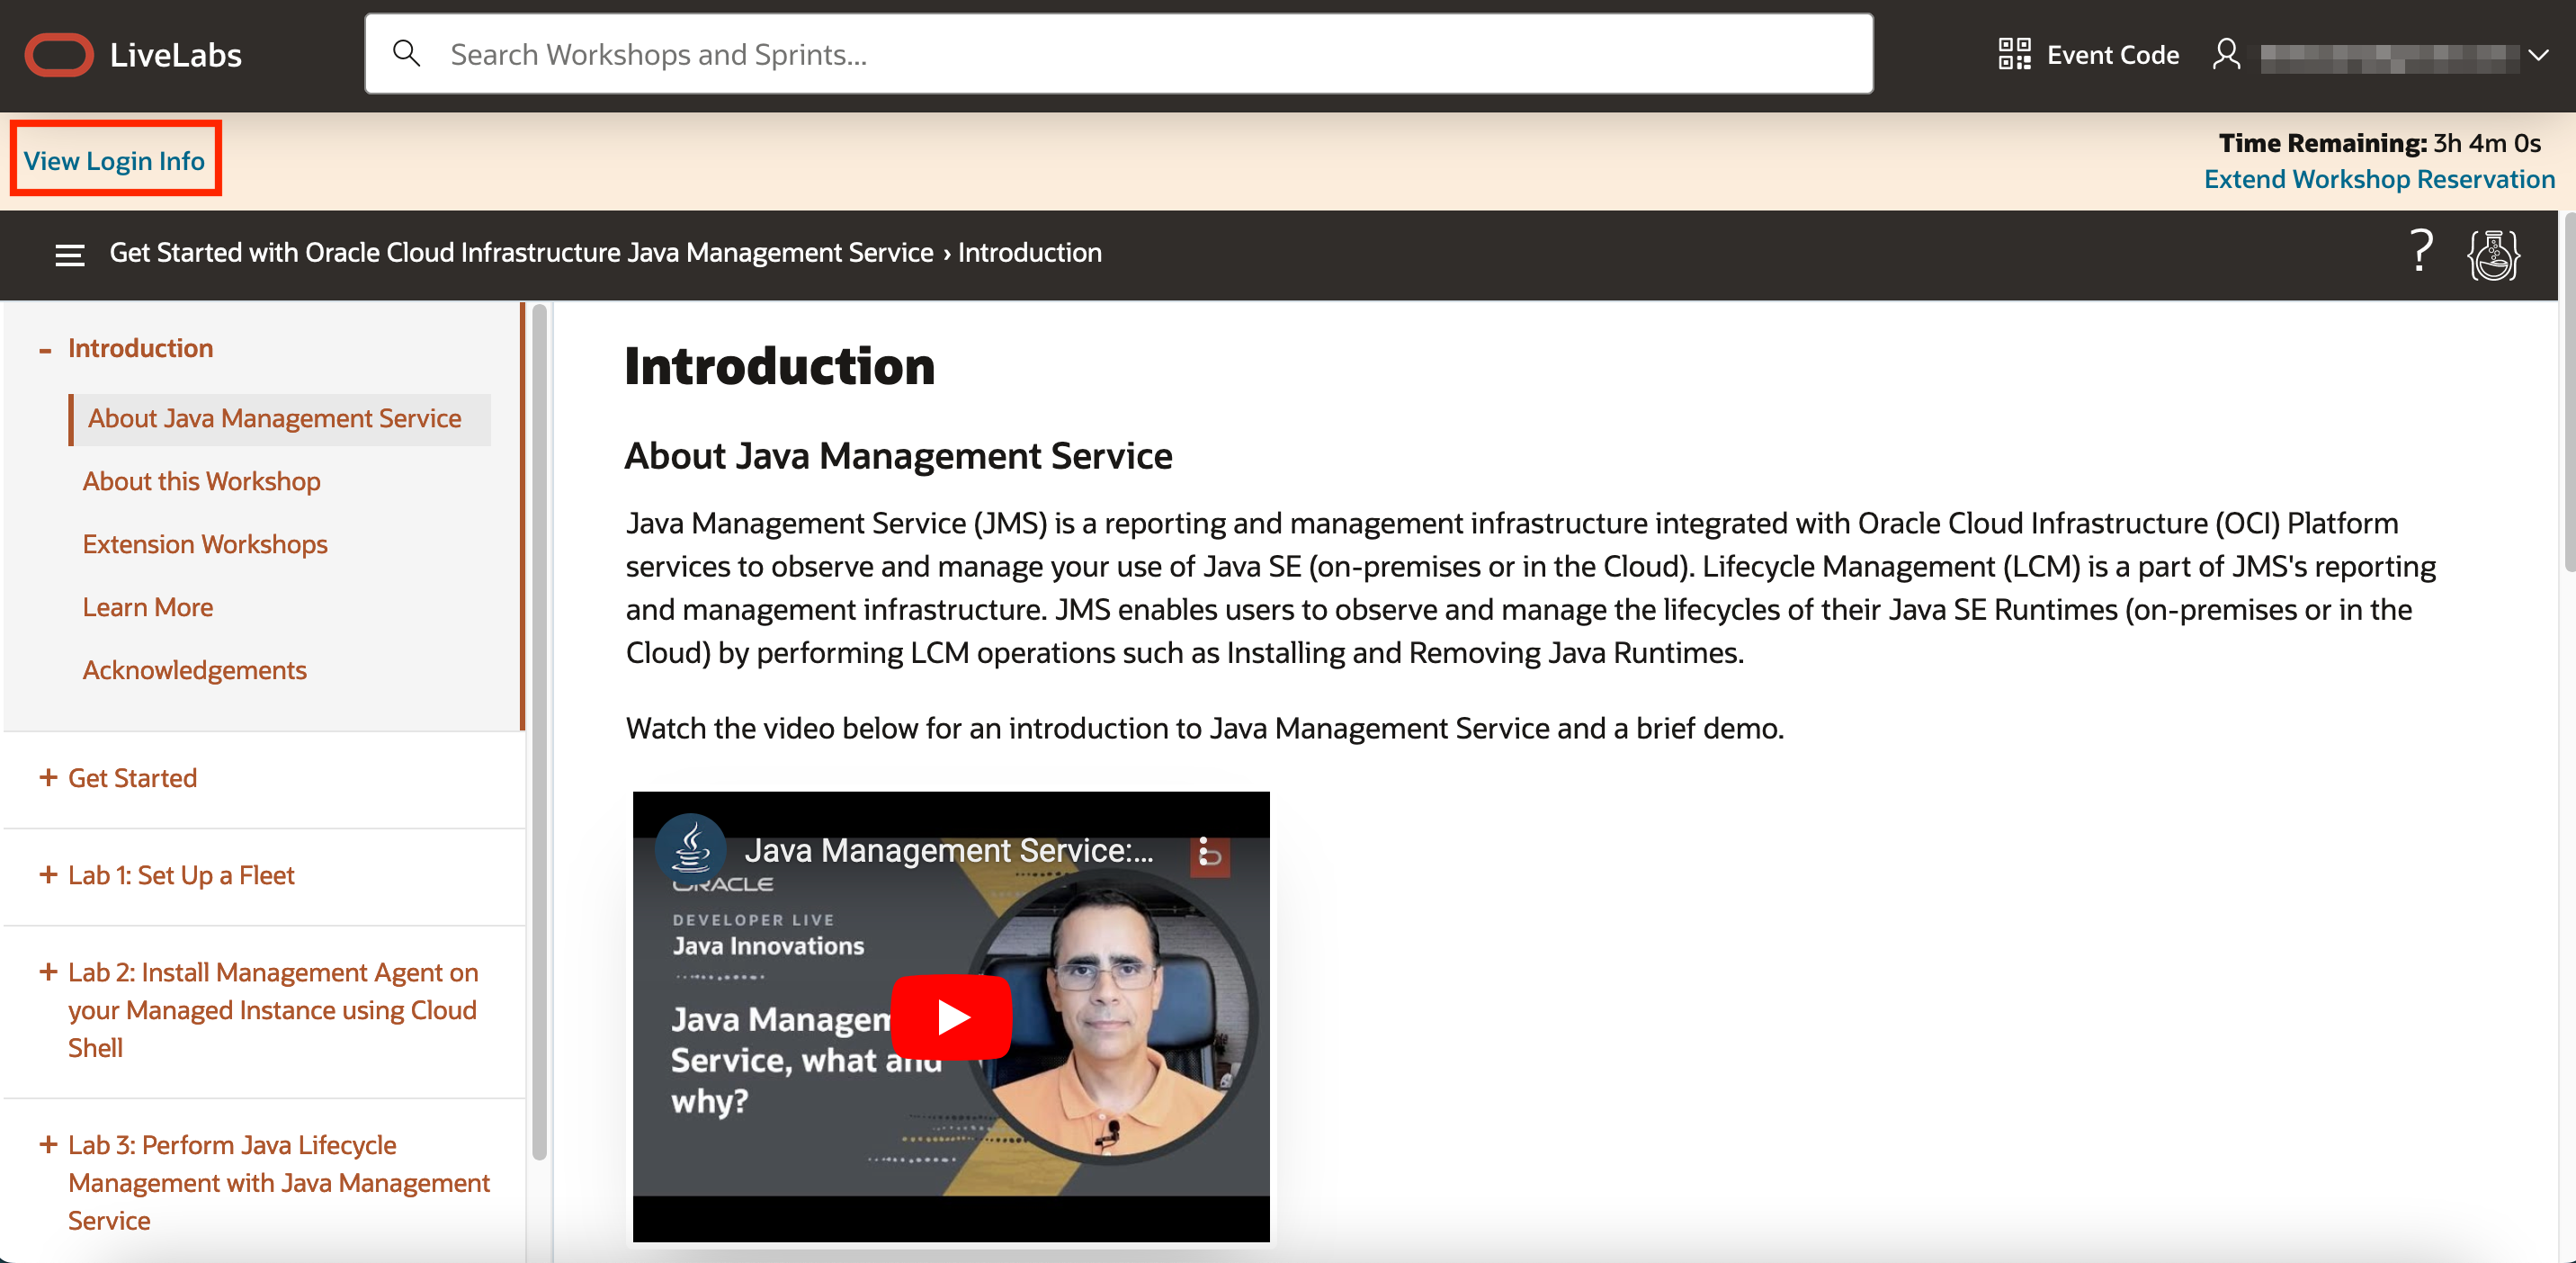 LiveLabs
Search Workshops and Sprints...
Event Code
View Login Info
Time Remaining: 3h 4m 0s
Extend Workshop Reservation
Get Started with Oracle Cloud Infrastructure Java Management Service › Introduction
?
- Introduction
About Java Management Service
About this Workshop
Extension Workshops
Learn More
Acknowledgements
+ Get Started
+ Lab 1: Set Up a Fleet
+ Lab 2: Install Management Agent on
your Managed Instance using Cloud
Shell
+ Lab 3: Perform Java Lifecycle
Management with Java Management
Service
Introduction
About Java Management Service
Java Management Service (JMS) is a reporting and management infrastructure integrated with Oracle Cloud Infrastructure (OCI) Platform
services to observe and manage your use of Java SE (on-premises or in the Cloud). Lifecycle Management (LCM) is a part of JMS's reporting
and management infrastructure. JMS enables users to observe and manage the lifecycles of their Java SE Runtimes (on-premises or in the
Cloud) by performing LCM operations such as Installing and Removing Java Runtimes.
Watch the video below for an introduction to Java Management Service and a brief demo.
Java Management Service:...
ORACLE
DEVELOPER LIVE
Java Innovations
Java Managem
Service, what and
why?